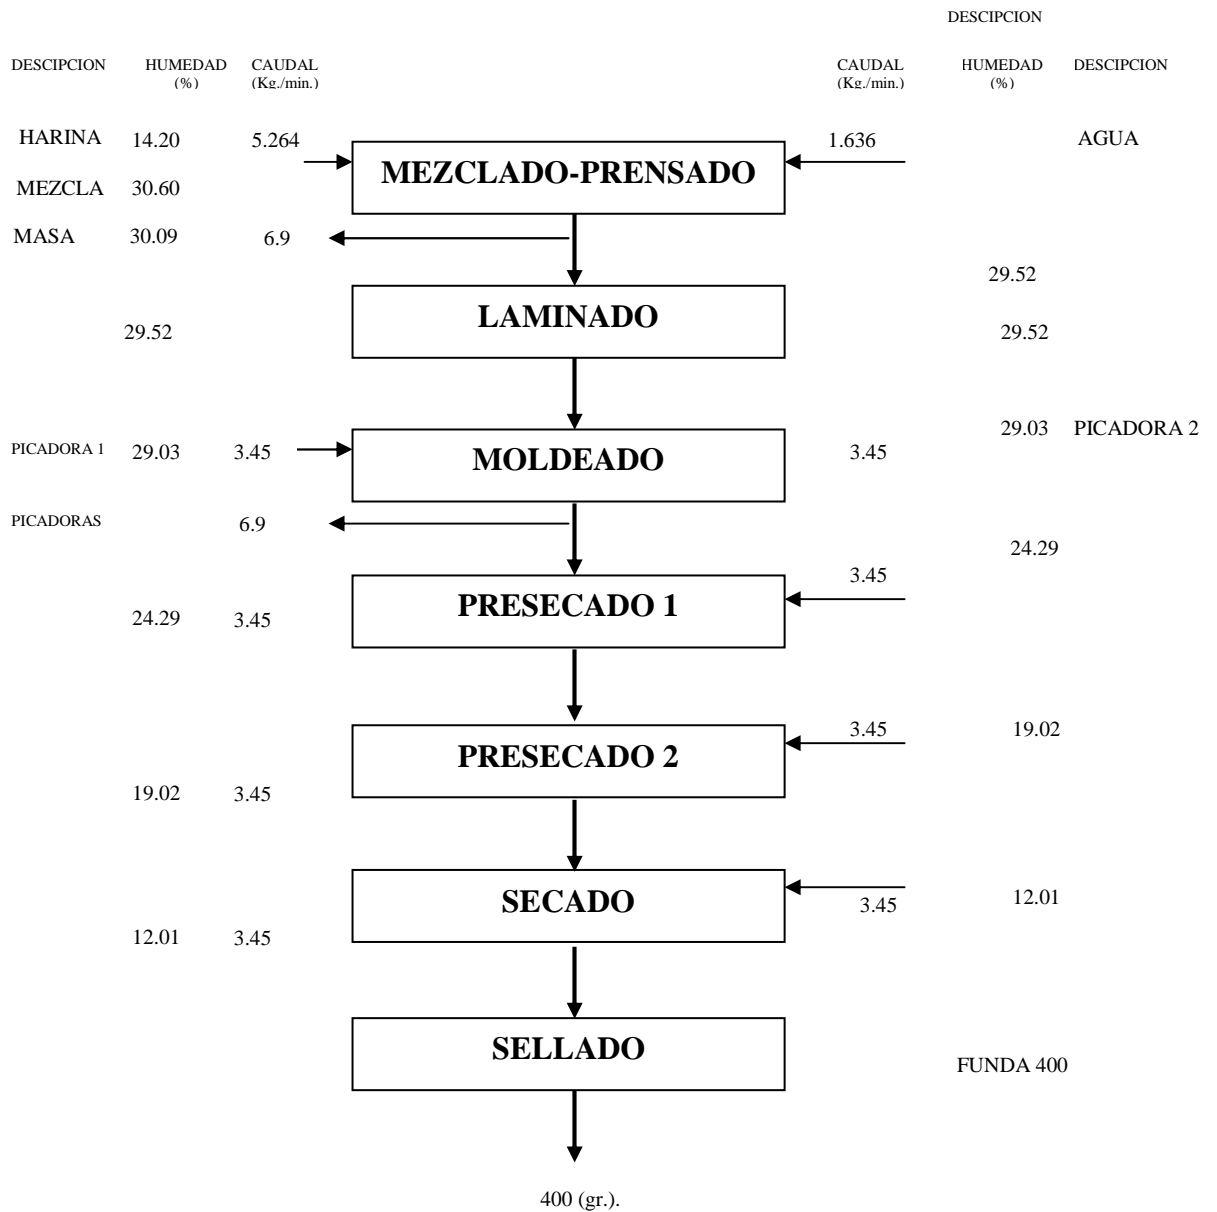 DESCIPCION
DESCIPCION HUMEDAD CAUDAL CAUDAL HUMEDAD DESCIPCION
(%) (Kg./min.) (Kg./min.) (%)
HARINA 14.20 5.264 1.636 AGUA
MEZCLADO-PRENSADO
MEZCLA 30.60
MASA 30.09 6.9
29.52
LAMINADO
29.52 29.52
29.03 PICADORA 2
PICADORA 1 29.03 3.45 MOLDEADO 3.45
PICADORAS 6.9
24.29
3.45
PRESECADO 1
24.29 3.45
3.45 19.02
PRESECADO 2
19.02 3.45
SECADO 3.45 12.01
12.01 3.45
SELLADO
FUNDA 400
400 (gr.).